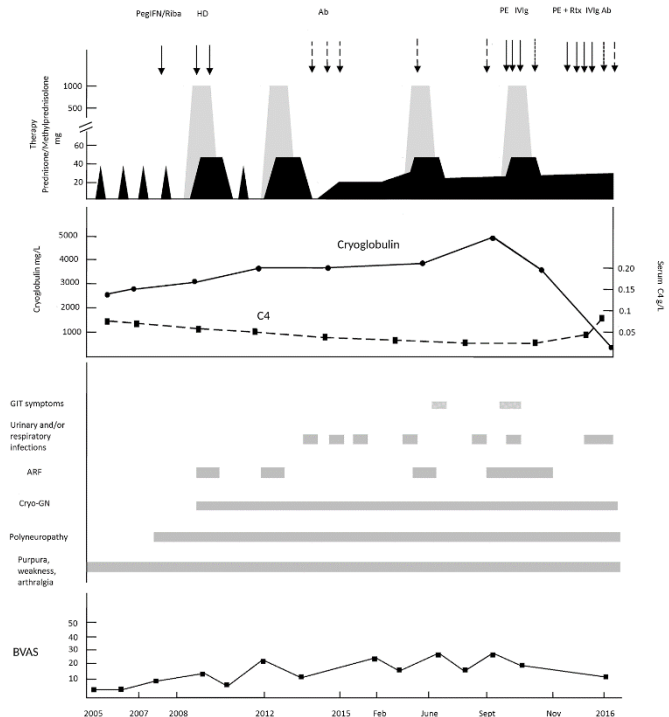 PegIFN/Riba HD Ab PE IVIg PE + Rtx IVIg Ab
Therapy
Prednisone/Methylprednisolone
mg
1000
500
60
40
20
Cryoglobulin mg/L
5000
4000
3000
2000
1000
Cryoglobulin
C4
0.20
0.15
0.1
0.05
Serum C4 g/L
GIT symptoms
Urinary and/or
respiratory
infections
ARF
Cryo-GN
Polyneuropathy
Purpura,
weakness,
arthralgia
BVAS
50
40
30
20
10
2005 2007 2008 2012 2015 Feb June Sept Nov 2016